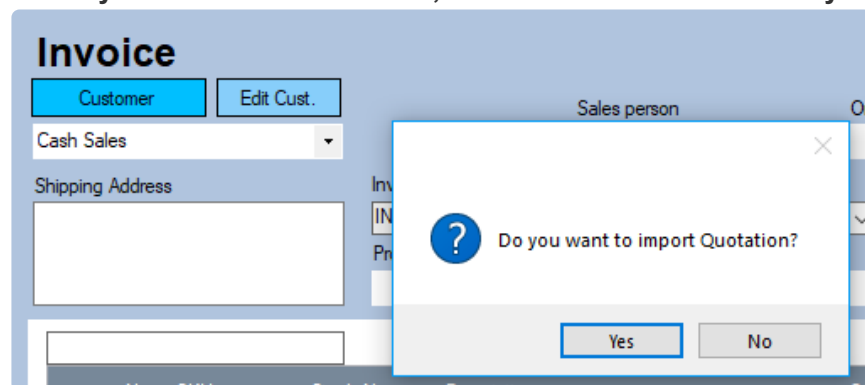 Invoice
Customer
Edit Cust.
Sales person
Cash Sales
Shipping Address
Do you want to import Quotation?
Yes
No